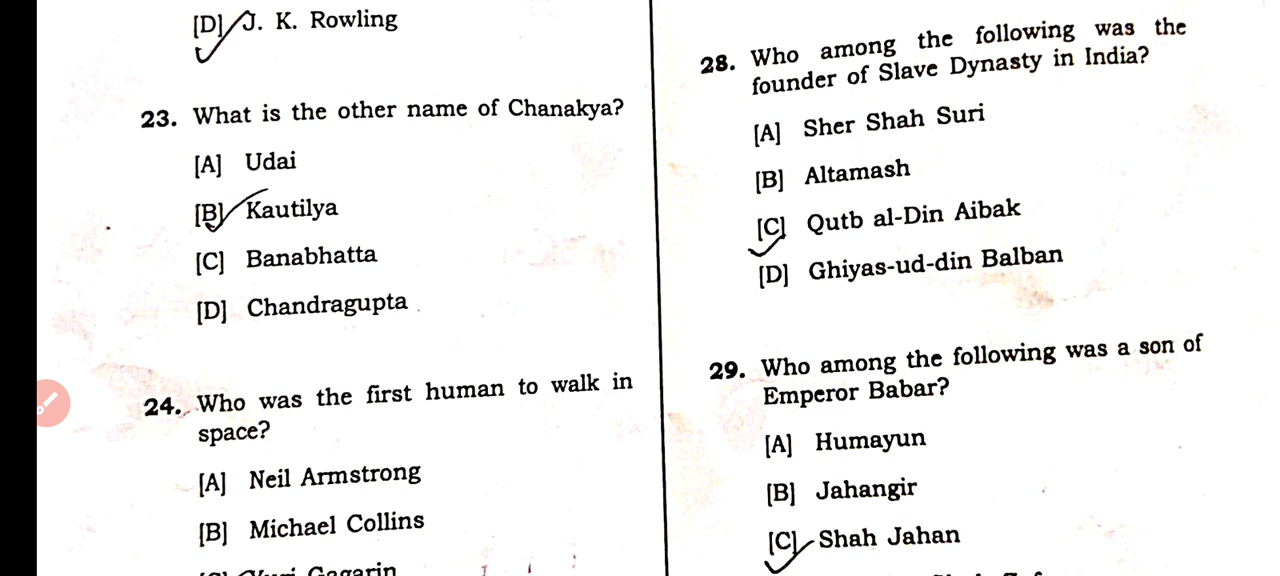 [D] J. K. Rowling
23. What is the other name of Chanakya?
[A] Udai
[B] Kautilya
[C] Banabhatta
[D] Chandragupta
24. Who was the first human to walk in
space?
[A] Neil Armstrong
[B] Michael Collins
Gagarin
28. Who among the following was the
founder of Slave Dynasty in India?
[A] Sher Shah Suri
[B] Altamash
[C] Qutb al-Din Aibak
[D] Ghiyas-ud-din Balban
29. Who among the following was a son of
Emperor Babar?
[A] Humayun
[B] Jahangir
[C] Shah Jahan